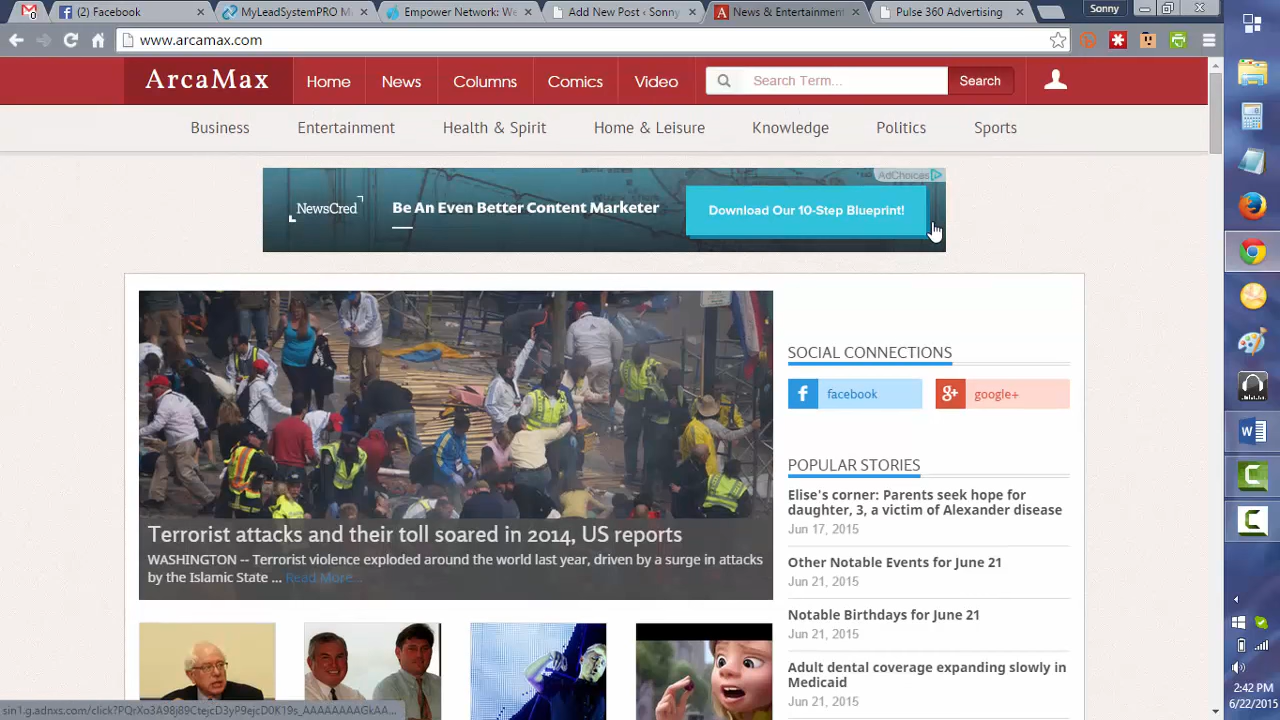 (1) Facebook
MyLeadSystemPRO M
Empower Network: We
Add New Post ‹ Sonny
News & Entertainment
Pulse 360 Advertising
Sonny
www.arcamax.com
ArcaMax
Home
News
Columns
Comics
Video
Search Term...
Search
Business
Entertainment
Health & Spirit
Home & Leisure
Knowledge
Politics
Sports
AdChoices
NewsCred
Be An Even Better Content Marketer
Download Our 10-Step Blueprint!
Terrorist attacks and their toll soared in 2014, US reports
WASHINGTON -- Terrorist violence exploded around the world last year, driven by a surge in attacks
by the Islamic State ... Read More...
SOCIAL CONNECTIONS
facebook
google+
POPULAR STORIES
Elise's corner: Parents seek hope for
daughter, 3, a victim of Alexander disease
Jun 17, 2015
Other Notable Events for June 21
Jun 21, 2015
Notable Birthdays for June 21
Jun 21, 2015
Adult dental coverage expanding slowly in
Medicaid
Jun 21, 2015
2:42 PM
6/22/2015